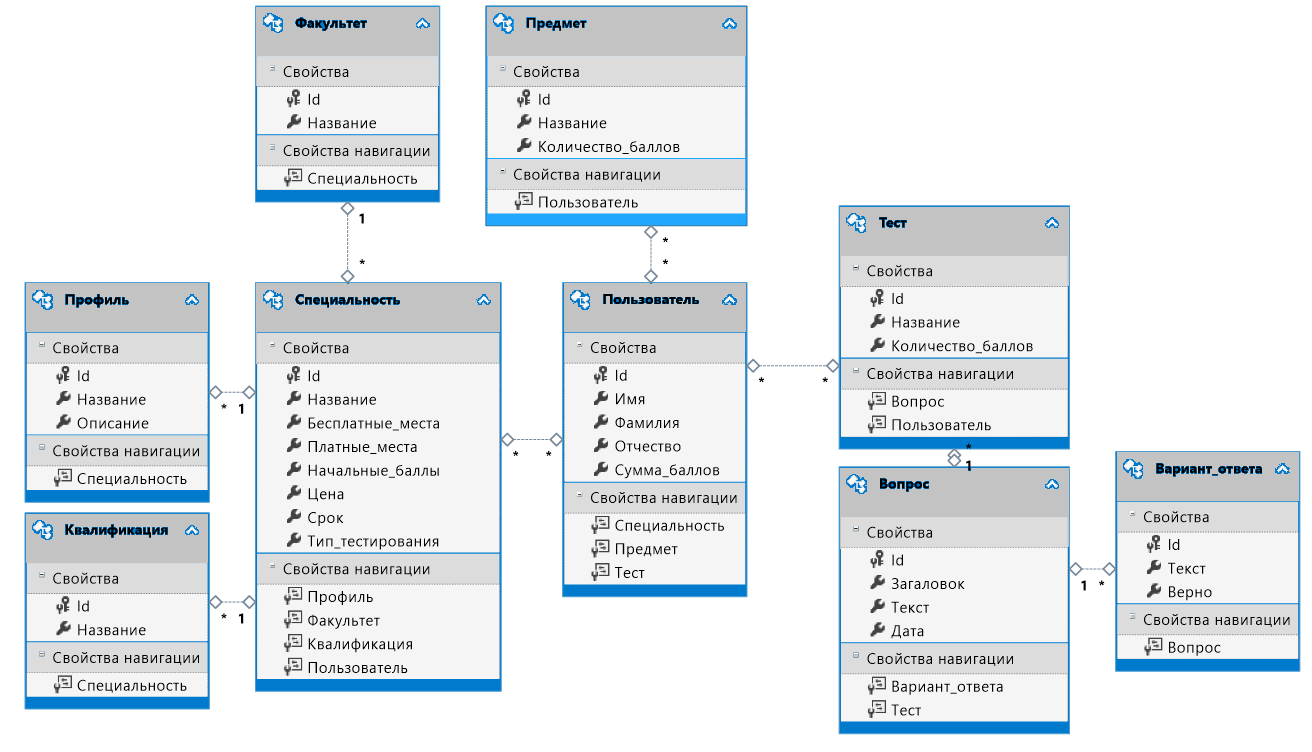 Факультет
Свойства
Id
Название
Свойства навигации
Специальность
1
*
Предмет
Свойства
Id
Название
Количество_баллов
Свойства навигации
Пользователь
*
*
Профиль
Свойства
Id
Название
Описание
Свойства навигации
Специальность
* 1
Квалификация
Свойства
Id
Название
Свойства навигации
Специальность
* 1
Специальность
Свойства
Id
Название
Бесплатные_места
Платные_места
Начальные_баллы
Цена
Срок
Тип_тестирования
Свойства навигации
Профиль
Факультет
Квалификация
Пользователь
* *
Пользователь
Свойства
Id
Имя
Фамилия
Отчество
Сумма_баллов
Свойства навигации
Специальность
Предмет
Тест
* *
Тест
Свойства
Id
Название
Количество_баллов
Свойства навигации
Вопрос
Пользователь
*
1
Вопрос
Свойства
Id
Загаловок
Текст
Дата
Свойства навигации
Вариант_ответа
Тест
1 *
Вариант_ответа
Свойства
Id
Текст
Верно
Свойства навигации
Вопрос